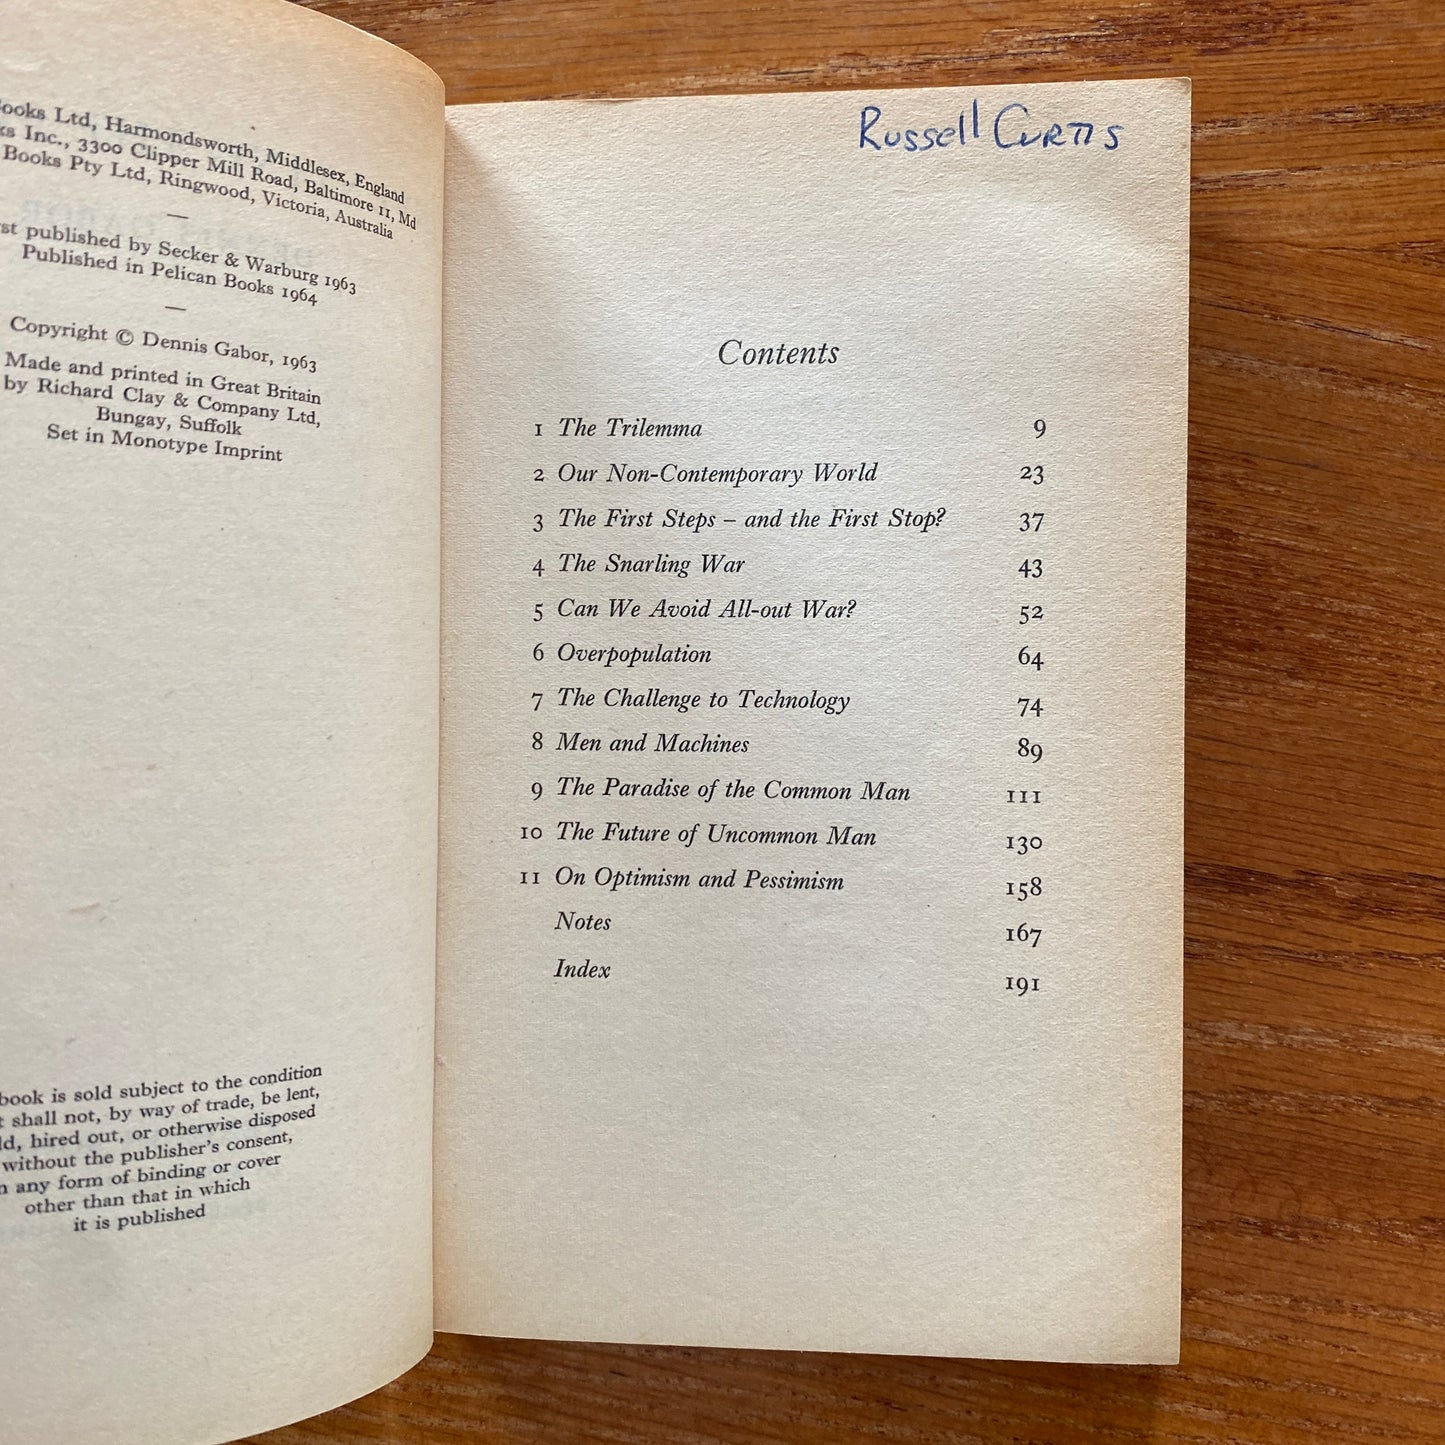 Books Ltd, Harmondsworth, Middlesex, England
Inc., 3300 Clipper Mill Road, Baltimore 11, Md
Books Pty Ltd, Ringwood, Victoria, Australia
published by Secker & Warburg 1963
Published in Pelican Books 1964
Copyright © Dennis Gabor, 1963
Made and printed in Great Britain
by Richard Clay & Company Ltd,
Bungay, Suffolk
Set in Monotype Imprint
book is sold subject to the condition
shall not, by way of trade, be lent,
hired out, or otherwise disposed
without the publisher's consent,
any form of binding or cover
other than that in which
it is published
Russell Curtis
Contents
1 The Trilemma 9
2 Our Non-Contemporary World 23
3 The First Steps – and the First Stop? 37
4 The Snarling War 43
5 Can We Avoid All-out War? 52
6 Overpopulation 64
7 The Challenge to Technology 74
8 Men and Machines 89
9 The Paradise of the Common Man 111
10 The Future of Uncommon Man 130
11 On Optimism and Pessimism 158
Notes 167
Index 191